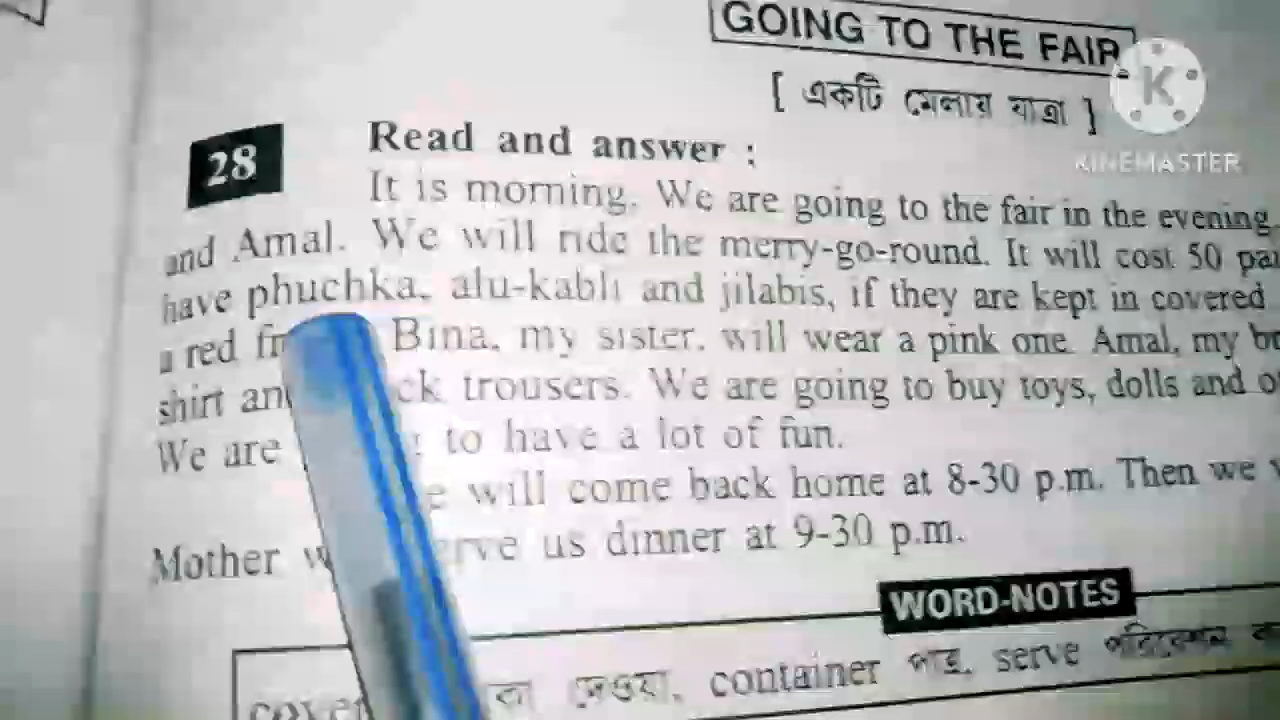 GOING TO THE FAIR
[ একটি মেলায় যাত্রা ]
K
KINEMASTER
28 Read and answer :
It is morning. We are going to the fair in the evening.
and Amal. We will ride the merry-go-round. It will cost 50
have phuchka, alu-kabli and jilabis, if they are kept in covered
a red Bina, my sister, will wear a pink one. Amal, my
shirt trousers. We are going to buy toys, dolls and
We are to have a lot of fun.
will come back home at 8-30 p.m. Then we
Mother us dinner at 9-30 p.m.
WORD-NOTES
দেওয়া, container পাত্র, serve পরিবেশন